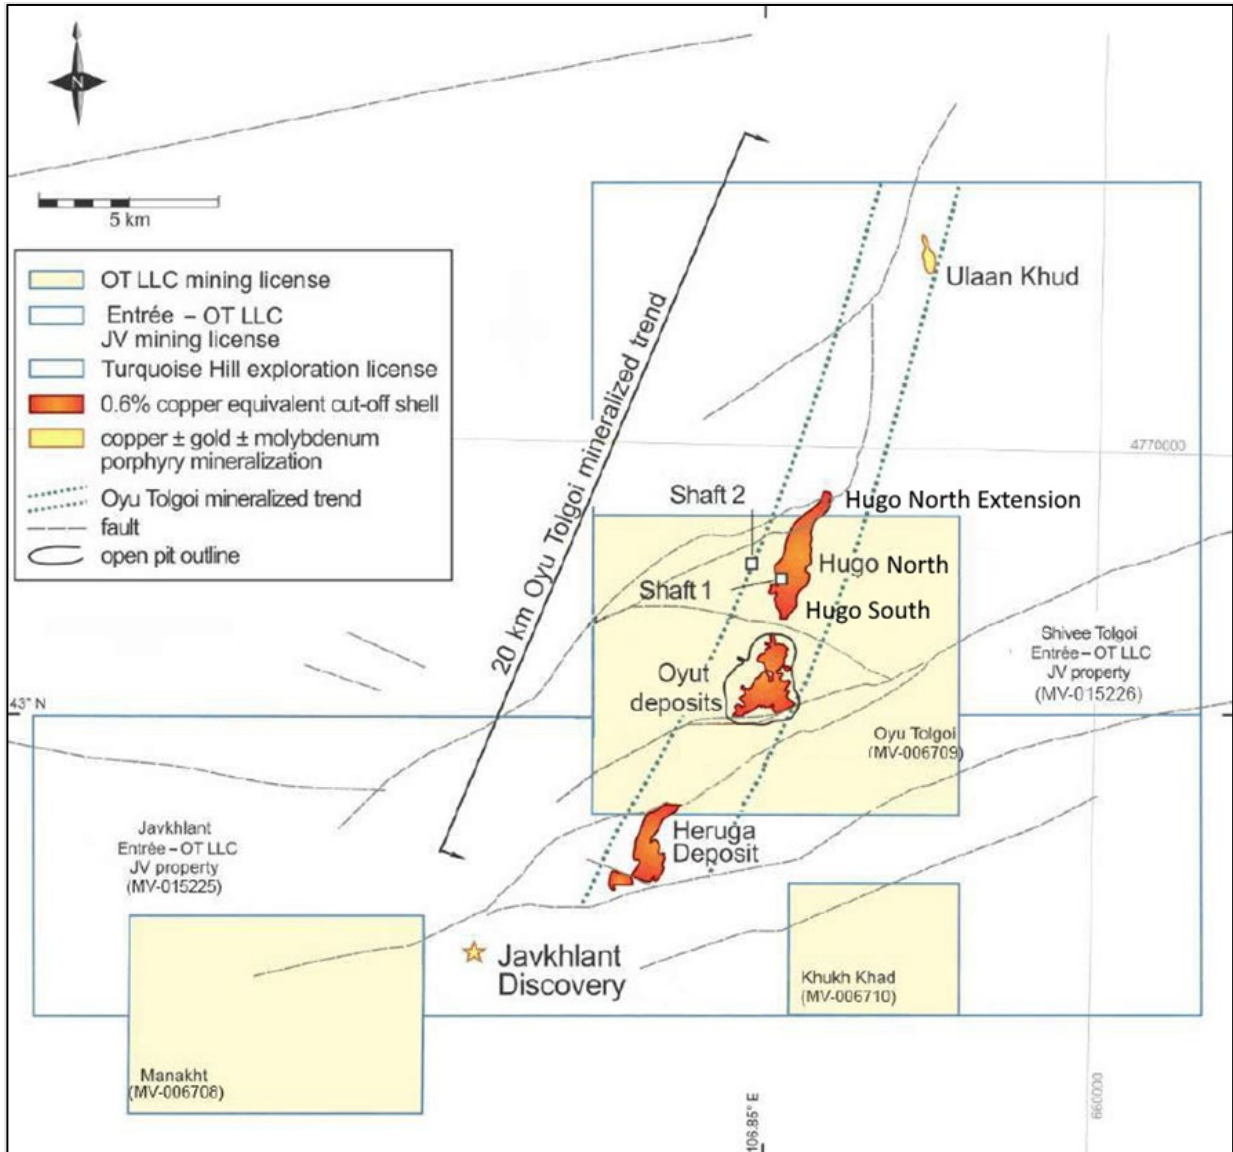 N
5 km
OT LLC mining license
Entrée – OT LLC
JV mining license
Turquoise Hill exploration license
0.6% copper equivalent cut-off shell
copper ± gold ± molybdenum
porphyry mineralization
Oyu Tolgoi mineralized trend
fault
open pit outline
20 km Oyu Tolgoi mineralized trend
Ulaan Khud
4770000
Shaft 2
Hugo North Extension
Hugo North
Shaft 1
Hugo South
Oyut
deposits
Shivee Tolgoi
Entrée – OT LLC
JV property
(MV-015226)
43° N
Oyu Tolgoi
(MV-006709)
Javkhlant
Entrée – OT LLC
JV property
(MV-015225)
Heruga
Deposit
Javkhlant
Discovery
Khukh Khad
(MV-006710)
Manakht
(MV-006708)
106.85° E
660000